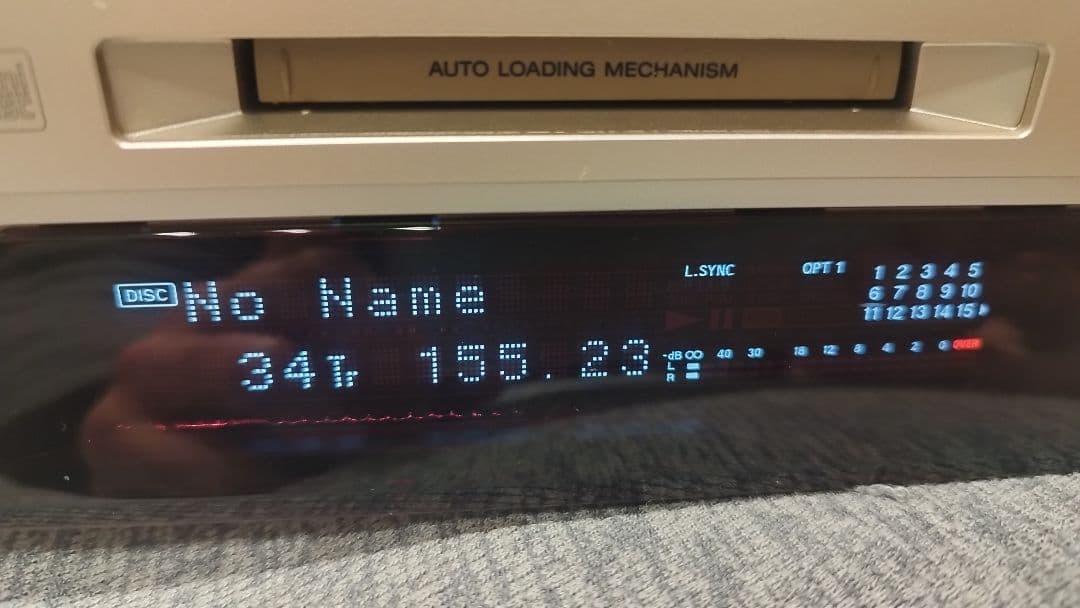 AUTO LOADING MECHANISM
L.SYNC OPT 1
DISC No Name
1 2 3 4 5
6 7 8 9 10
11 12 13 14 15
34Tr 155.23
-dB ∞ 40 30 18 12 8 4 2 0 OVER
L
R